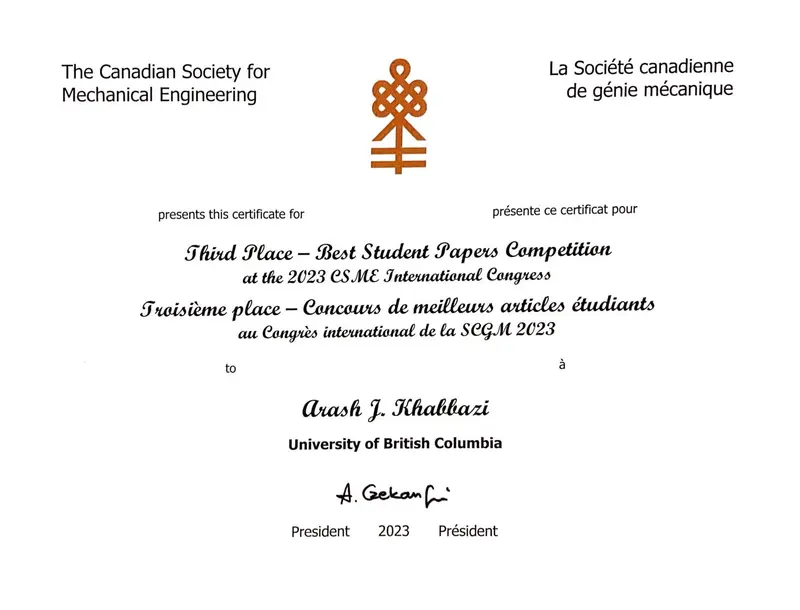 The Canadian Society for
Mechanical Engineering
La Société canadienne
de génie mécanique
presents this certificate for
présente ce certificat pour
Third Place – Best Student Papers Competition
at the 2023 CSME International Congress
Troisième place – Concours de meilleurs articles étudiants
au Congrès international de la SCGM 2023
to
à
Arash J. Khabbazi
University of British Columbia
President 2023 Président